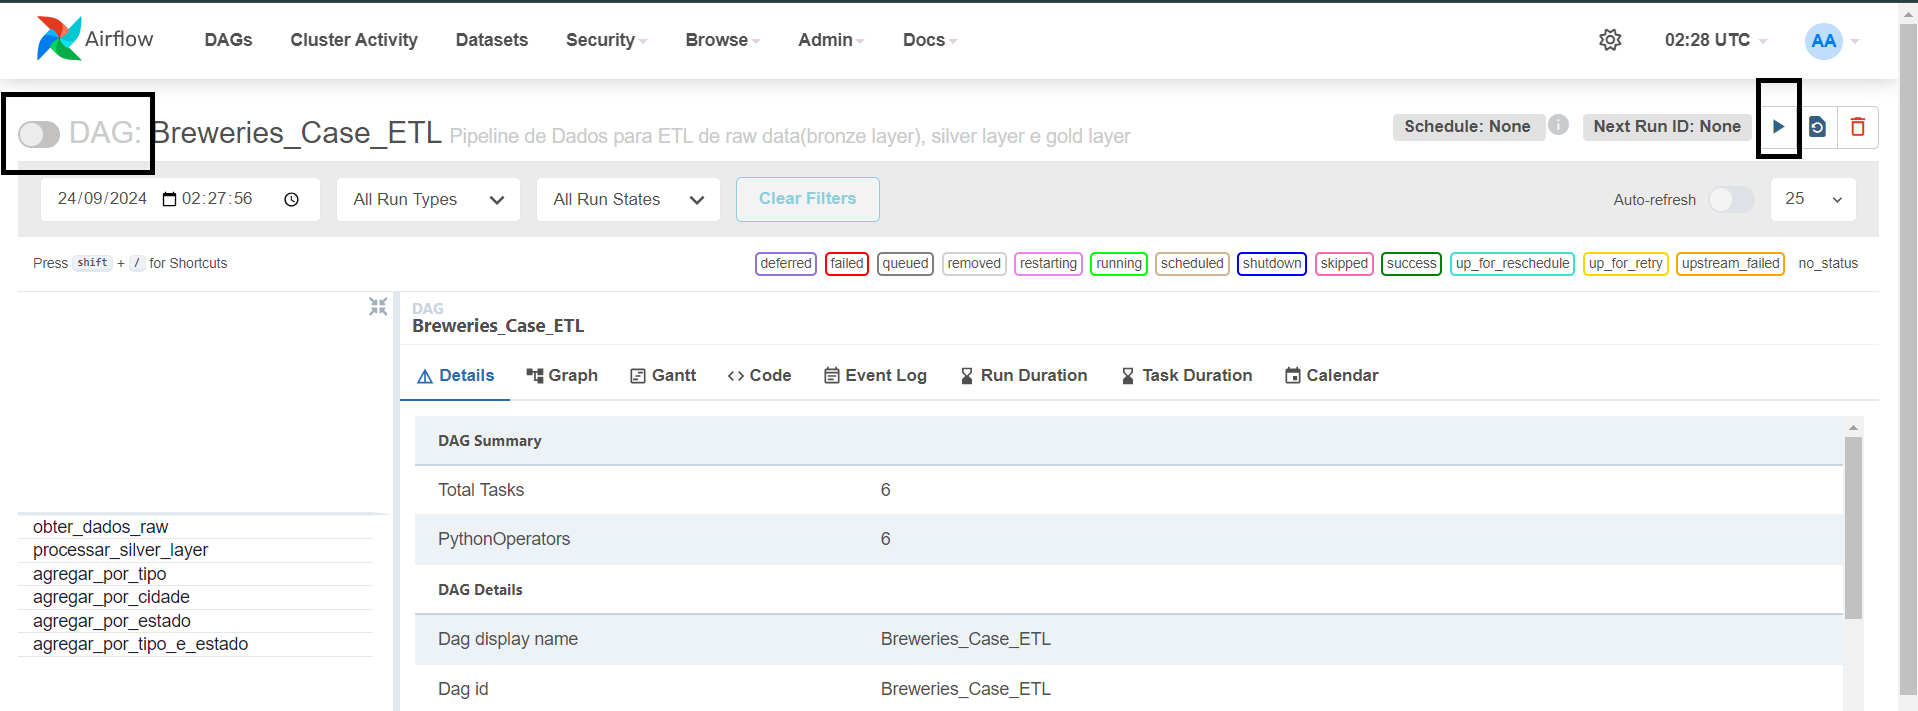 Airflow DAGs Cluster Activity Datasets Security Browse Admin Docs 02:28 UTC AA
DAG: Breweries_Case_ETL Pipeline de Dados para ETL de raw data(bronze layer), silver layer e gold layer Schedule: None i Next Run ID: None
24/09/2024 02:27:56 All Run Types All Run States Clear Filters Auto-refresh 25
Press shift + / for Shortcuts deferred failed queued removed restarting running scheduled shutdown skipped success up_for_reschedule up_for_retry upstream_failed no_status
DAG
Breweries_Case_ETL
Details Graph Gantt Code Event Log Run Duration Task Duration Calendar
DAG Summary
Total Tasks 6
PythonOperators 6
DAG Details
Dag display name Breweries_Case_ETL
Dag id Breweries_Case_ETL
obter_dados_raw
processar_silver_layer
agregar_por_tipo
agregar_por_cidade
agregar_por_estado
agregar_por_tipo_e_estado